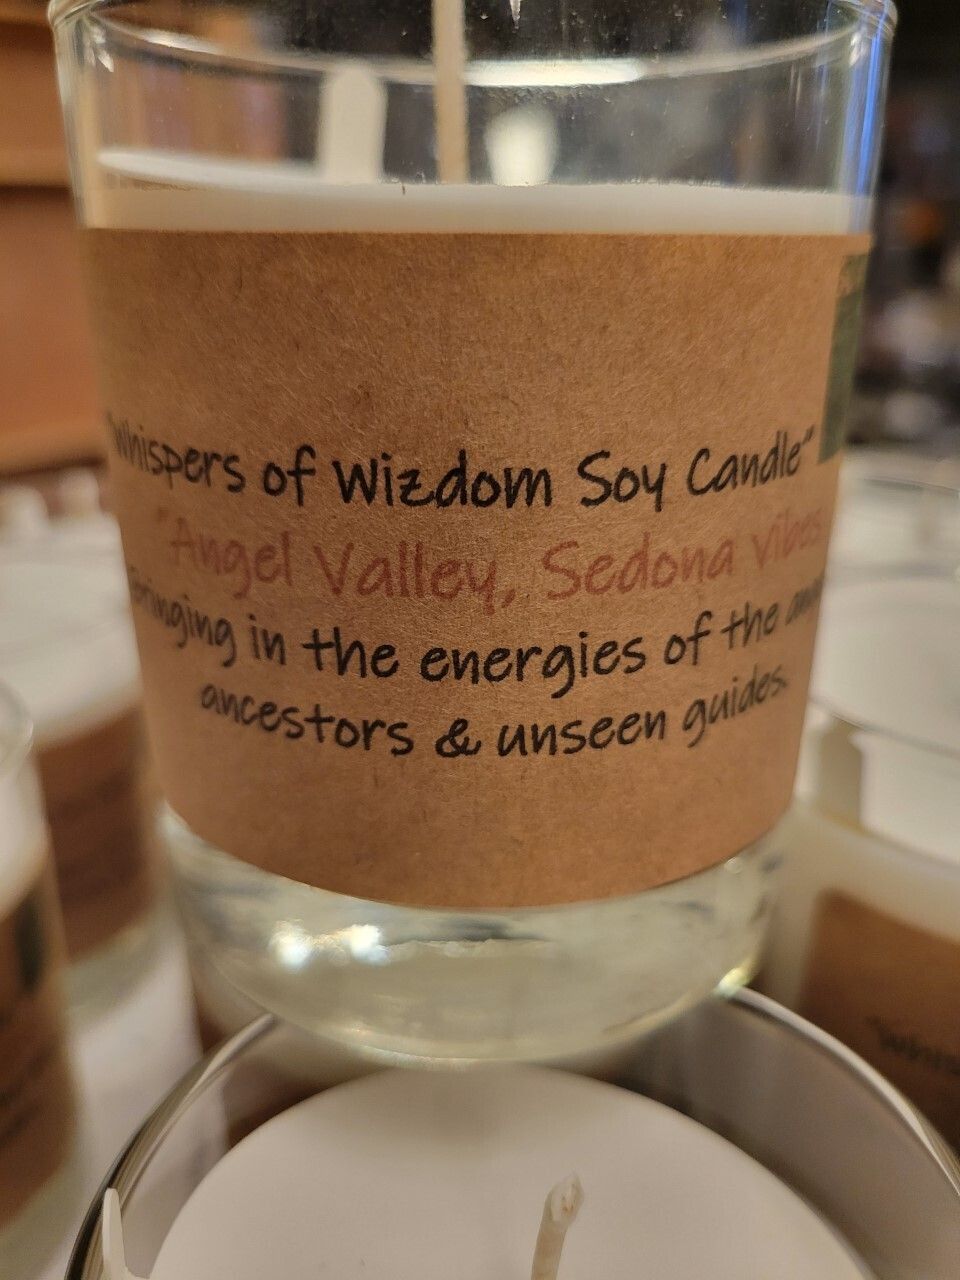 "Whispers of Wizdom Soy Candle"
"Angel Valley, Sedona vibes
Bringing in the energies of the
ancestors & unseen guides.